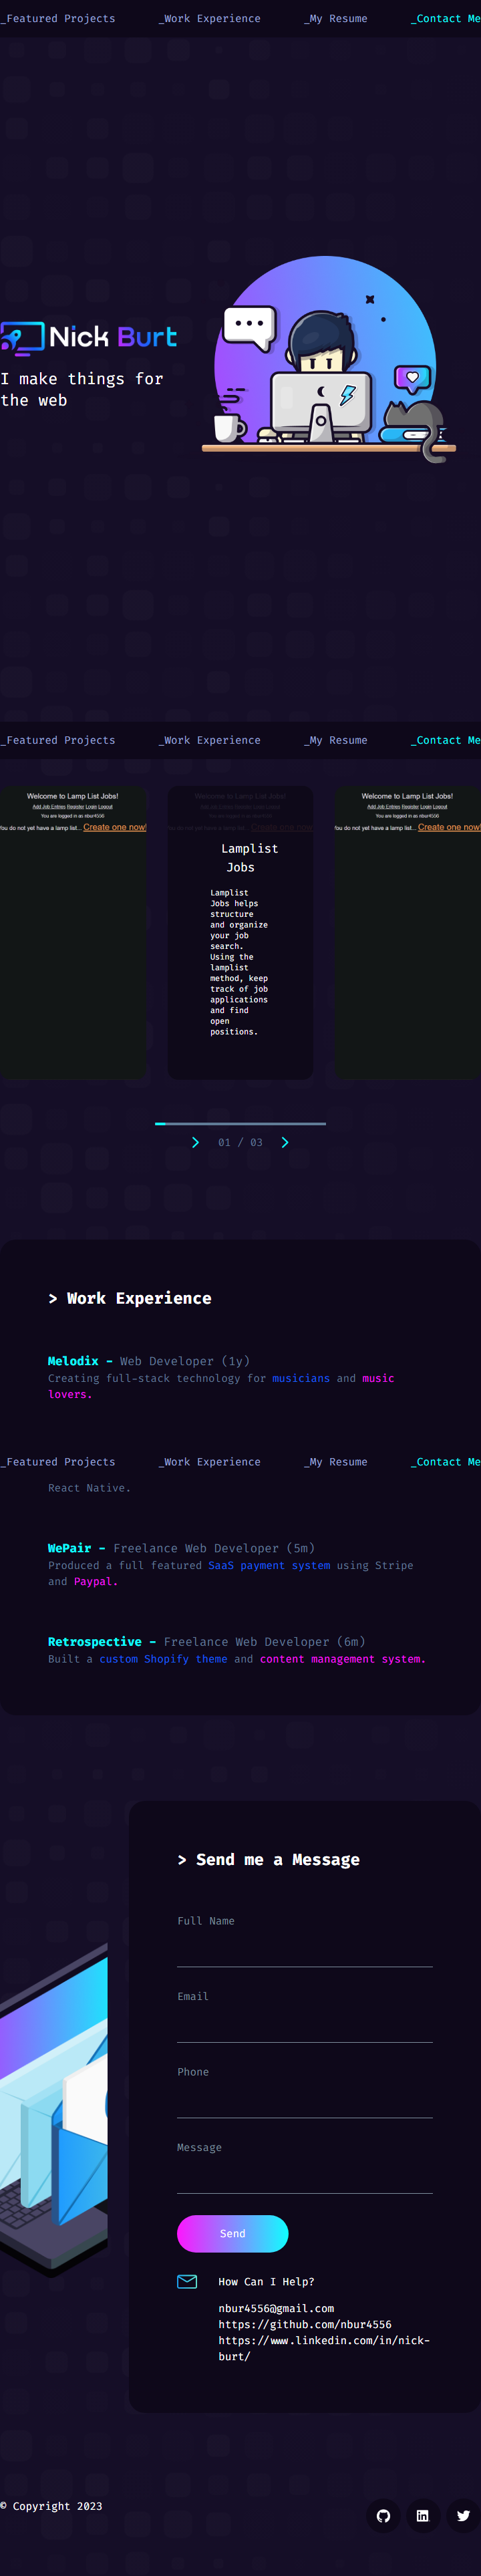 _Featured Projects _Work Experience _My Resume _Contact Me
Nick Burt
I make things for
the web
_Featured Projects _Work Experience _My Resume _Contact Me
Welcome to Lamp List Jobs!
Add Job Entries Register Login Logout
You are logged in as nbur4556
You do not yet have a lamp list... Create one now!
Welcome to Lamp List Jobs!
Add Job Entries Register Login Logout
You are logged in as nbur4556
You do not yet have a lamp list... Create one now!
Lamplist
Jobs
Lamplist
Jobs helps
structure
and organize
your job
search.
Using the
lamplist
method, keep
track of job
applications
and find
open
positions.
Welcome to Lamp List Jobs!
Add Job Entries Register Login Logout
You are logged in as nbur4556
You do not yet have a lamp list... Create one now!
01 / 03
> Work Experience
Melodix - Web Developer (1y)
Creating full-stack technology for musicians and music
lovers.
_Featured Projects _Work Experience _My Resume _Contact Me
React Native.
WePair - Freelance Web Developer (5m)
Produced a full featured SaaS payment system using Stripe
and Paypal.
Retrospective - Freelance Web Developer (6m)
Built a custom Shopify theme and content management system.
> Send me a Message
Full Name
Email
Phone
Message
Send
How Can I Help?
nbur4556@gmail.com
https://github.com/nbur4556
https://www.linkedin.com/in/nick-
burt/
© Copyright 2023